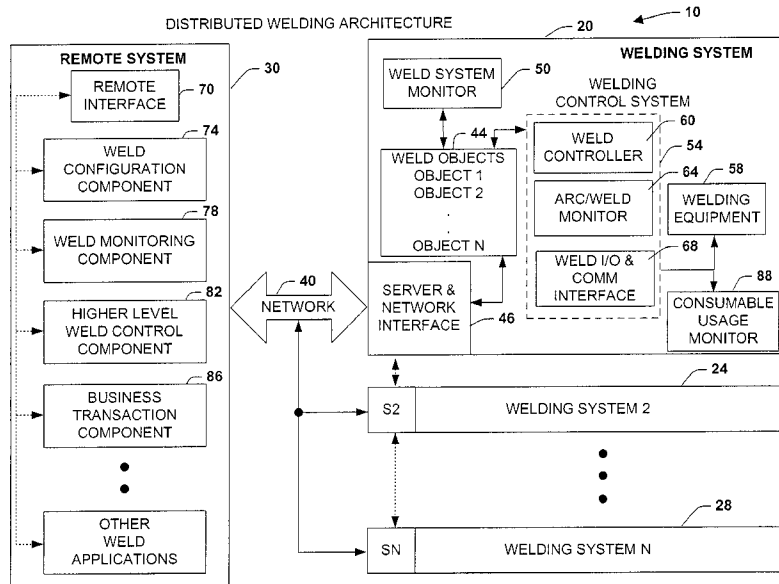 DISTRIBUTED WELDING ARCHITECTURE
10
20
REMOTE SYSTEM
30
REMOTE
INTERFACE
70
74
WELD
CONFIGURATION
COMPONENT
78
WELD MONITORING
COMPONENT
82
HIGHER LEVEL
WELD CONTROL
COMPONENT
86
BUSINESS
TRANSACTION
COMPONENT
OTHER
WELD
APPLICATIONS
40
NETWORK
WELDING SYSTEM
WELD SYSTEM
MONITOR
50
WELDING
CONTROL SYSTEM
44
WELD OBJECTS
OBJECT 1
OBJECT 2
.
.
OBJECT N
60
WELD
CONTROLLER
54
64
ARC/WELD
MONITOR
58
WELDING
EQUIPMENT
68
WELD I/O &
COMM
INTERFACE
88
CONSUMABLE
USAGE
MONITOR
SERVER &
NETWORK
INTERFACE
46
24
S2
WELDING SYSTEM 2
28
SN
WELDING SYSTEM N